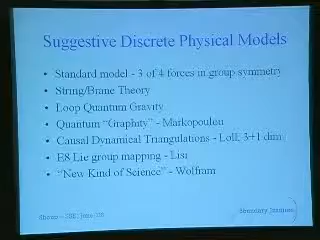 Suggestive Discrete Physical Models
• Standard model - 3 of 4 forces in group symmetry
• String/Brane Theory
• Loop Quantum Gravity
• Quantum "Graphity" - Markopoulou
• Causal Dynamical Triangulations - Loll, 3+1 dim
• E8 Lie group mapping - Lisi
• "New Kind of Science" - Wolfram